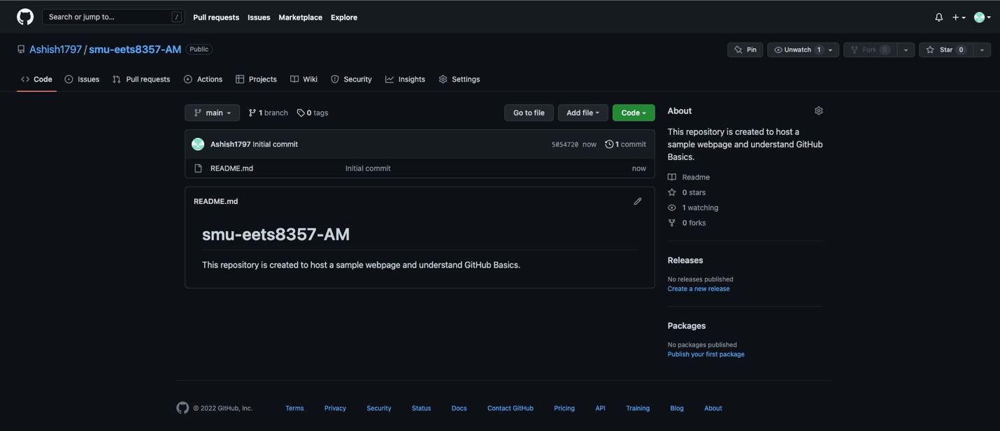 Search or jump to... /
Pull requests Issues Marketplace Explore
Ashish1797 / smu-eets8357-AM Public
Pin Unwatch 1 Fork 0 Star 0
Code Issues Pull requests Actions Projects Wiki Security Insights Settings
main 1 branch 0 tags Go to file Add file Code
Ashish1797 Initial commit 5054720 now 1 commit
README.md Initial commit now
README.md
smu-eets8357-AM
This repository is created to host a sample webpage and understand GitHub Basics.
About
This repository is created to host a
sample webpage and understand GitHub
Basics.
Readme
0 stars
1 watching
0 forks
Releases
No releases published
Create a new release
Packages
No packages published
Publish your first package
© 2022 GitHub, Inc. Terms Privacy Security Status Docs Contact GitHub Pricing API Training Blog About